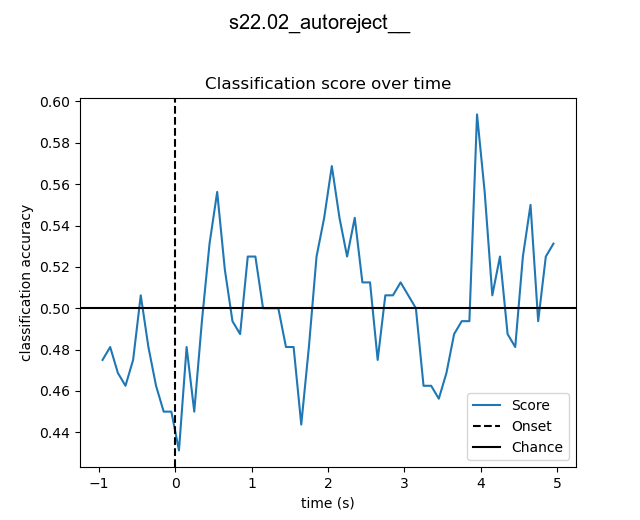 s22.02_autoreject__
Classification score over time
classification accuracy
0.60
0.58
0.56
0.54
0.52
0.50
0.48
0.46
0.44
−1
0
1
2
3
4
5
time (s)
Score
Onset
Chance